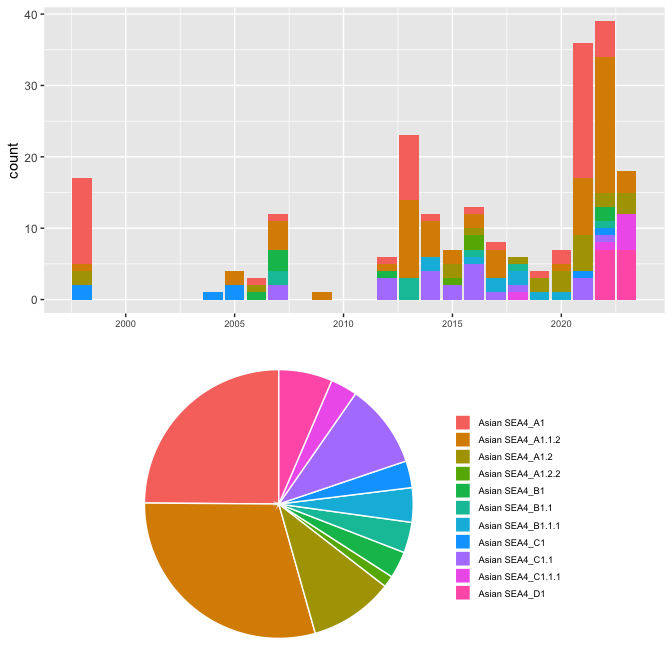 40
30
20
10
0
count
2000
2005
2010
2015
2020
Asian SEA4_A1
Asian SEA4_A1.1.2
Asian SEA4_A1.2
Asian SEA4_A1.2.2
Asian SEA4_B1
Asian SEA4_B1.1
Asian SEA4_B1.1.1
Asian SEA4_C1
Asian SEA4_C1.1
Asian SEA4_C1.1.1
Asian SEA4_D1